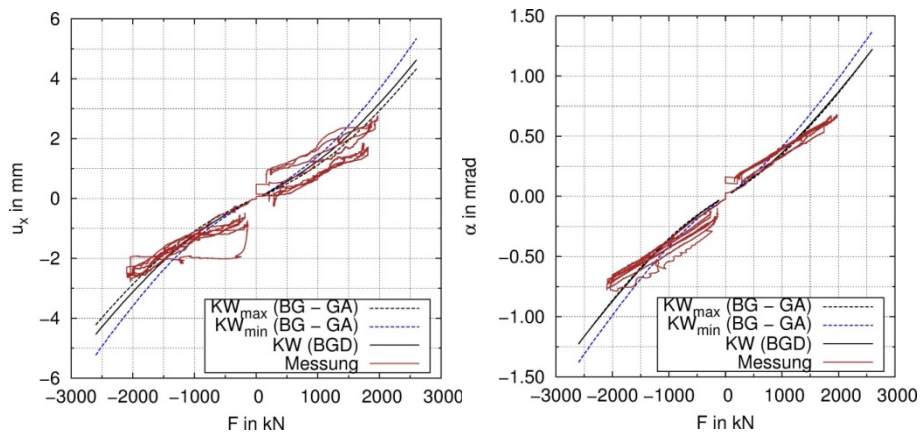 6
4
2
0
−2
−4
−6
u_x in mm
KW_max (BG − GA)
KW_min (BG − GA)
KW (BGD)
Messung
−3000 −2000 −1000 0 1000 2000 3000
F in kN
1.50
1.00
0.50
0.00
−0.50
−1.00
−1.50
α in mrad
KW_max (BG − GA)
KW_min (BG − GA)
KW (BGD)
Messung
−3000 −2000 −1000 0 1000 2000 3000
F in kN